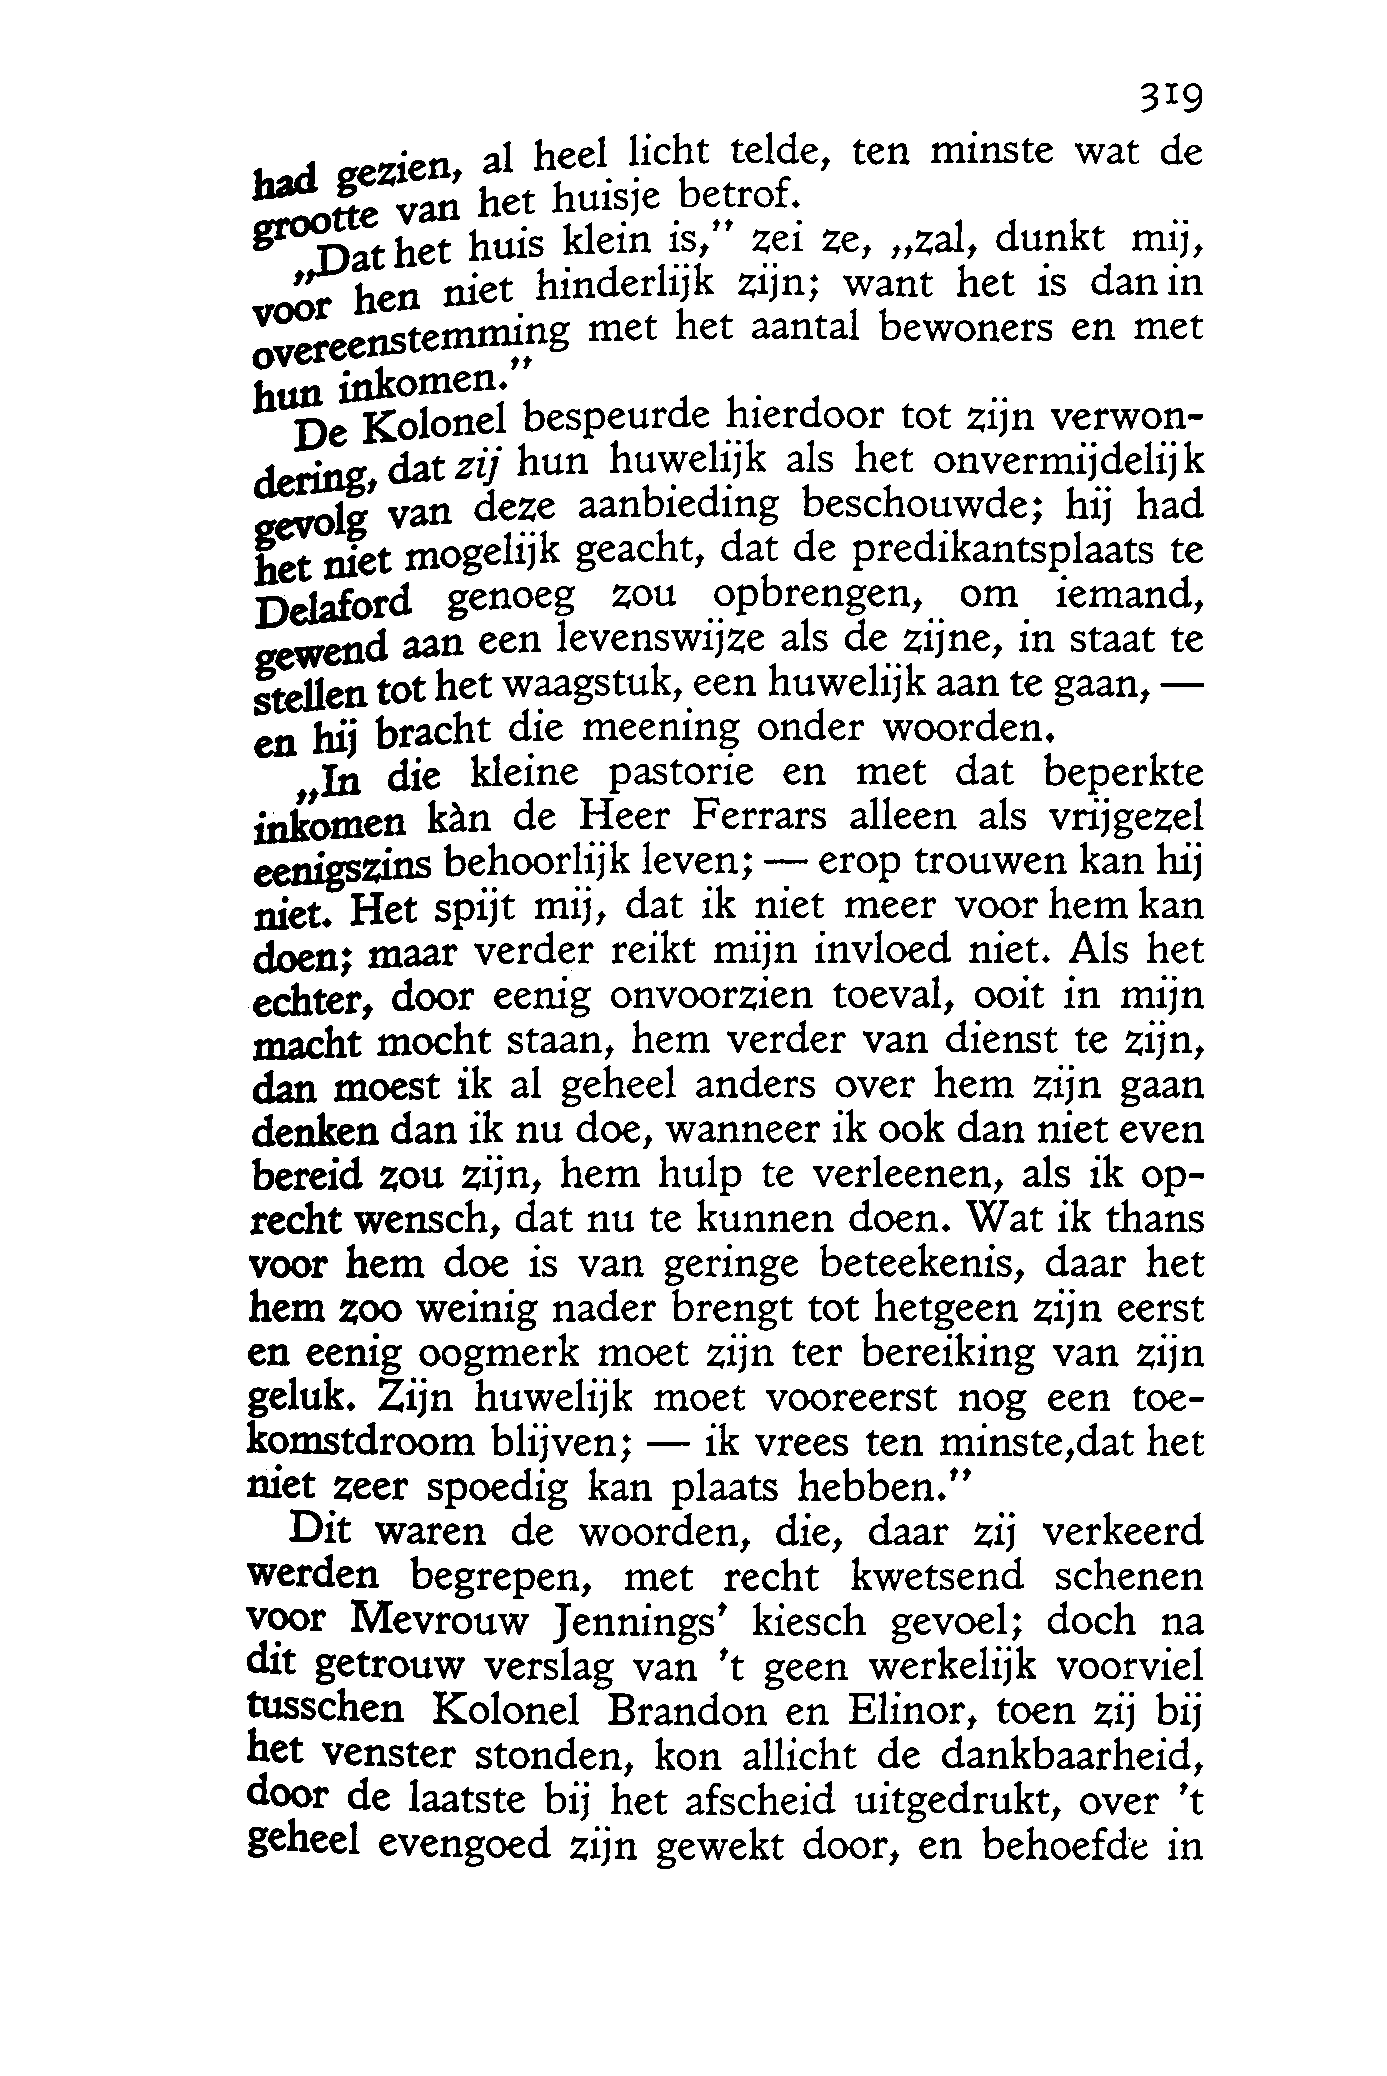 319
had gezien, al heel licht telde, ten minste wat de
grootte van het huisje betrof.
„Dat het huis klein is,” zei ze, „zal, dunkt mij,
voor hen niet hinderlijk zijn; want het is dan in
overeenstemming met het aantal bewoners en met
hun inkomen.”
De Kolonel bespeurde hierdoor tot zijn verwon-
dering, dat zij hun huwelijk als het onvermijdelijk
gevolg van deze aanbieding beschouwde; hij had
het niet mogelijk geacht, dat de predikantsplaats te
Delaford genoeg zou opbrengen, om iemand,
gewend aan een levenswijze als de zijne, in staat te
stellen tot het waagstuk, een huwelijk aan te gaan, —
en hij bracht die meening onder woorden.
„In die kleine pastorie en met dat beperkte
inkomen kàn de Heer Ferrars alleen als vrijgezel
eenigszins behoorlijk leven; — erop trouwen kan hij
niet. Het spijt mij, dat ik niet meer voor hem kan
doen; maar verder reikt mijn invloed niet. Als het
echter, door eenig onvoorzien toeval, ooit in mijn
macht mocht staan, hem verder van dienst te zijn,
dan moest ik al geheel anders over hem zijn gaan
denken dan ik nu doe, wanneer ik ook dan niet even
bereid zou zijn, hem hulp te verleenen, als ik op-
recht wensch, dat nu te kunnen doen. Wat ik thans
voor hem doe is van geringe beteekenis, daar het
hem zoo weinig nader brengt tot hetgeen zijn eerst
en eenig oogmerk moet zijn ter bereiking van zijn
geluk. Zijn huwelijk moet vooreerst nog een toe-
komstdroom blijven; — ik vrees ten minste,dat het
niet zeer spoedig kan plaats hebben.”
Dit waren de woorden, die, daar zij verkeerd
werden begrepen, met recht kwetsend schenen
voor Mevrouw Jennings’ kiesch gevoel; doch na
dit getrouw verslag van ’t geen werkelijk voorviel
tusschen Kolonel Brandon en Elinor, toen zij bij
het venster stonden, kon allicht de dankbaarheid,
door de laatste bij het afscheid uitgedrukt, over ’t
geheel evengoed zijn gewekt door, en behoefde in